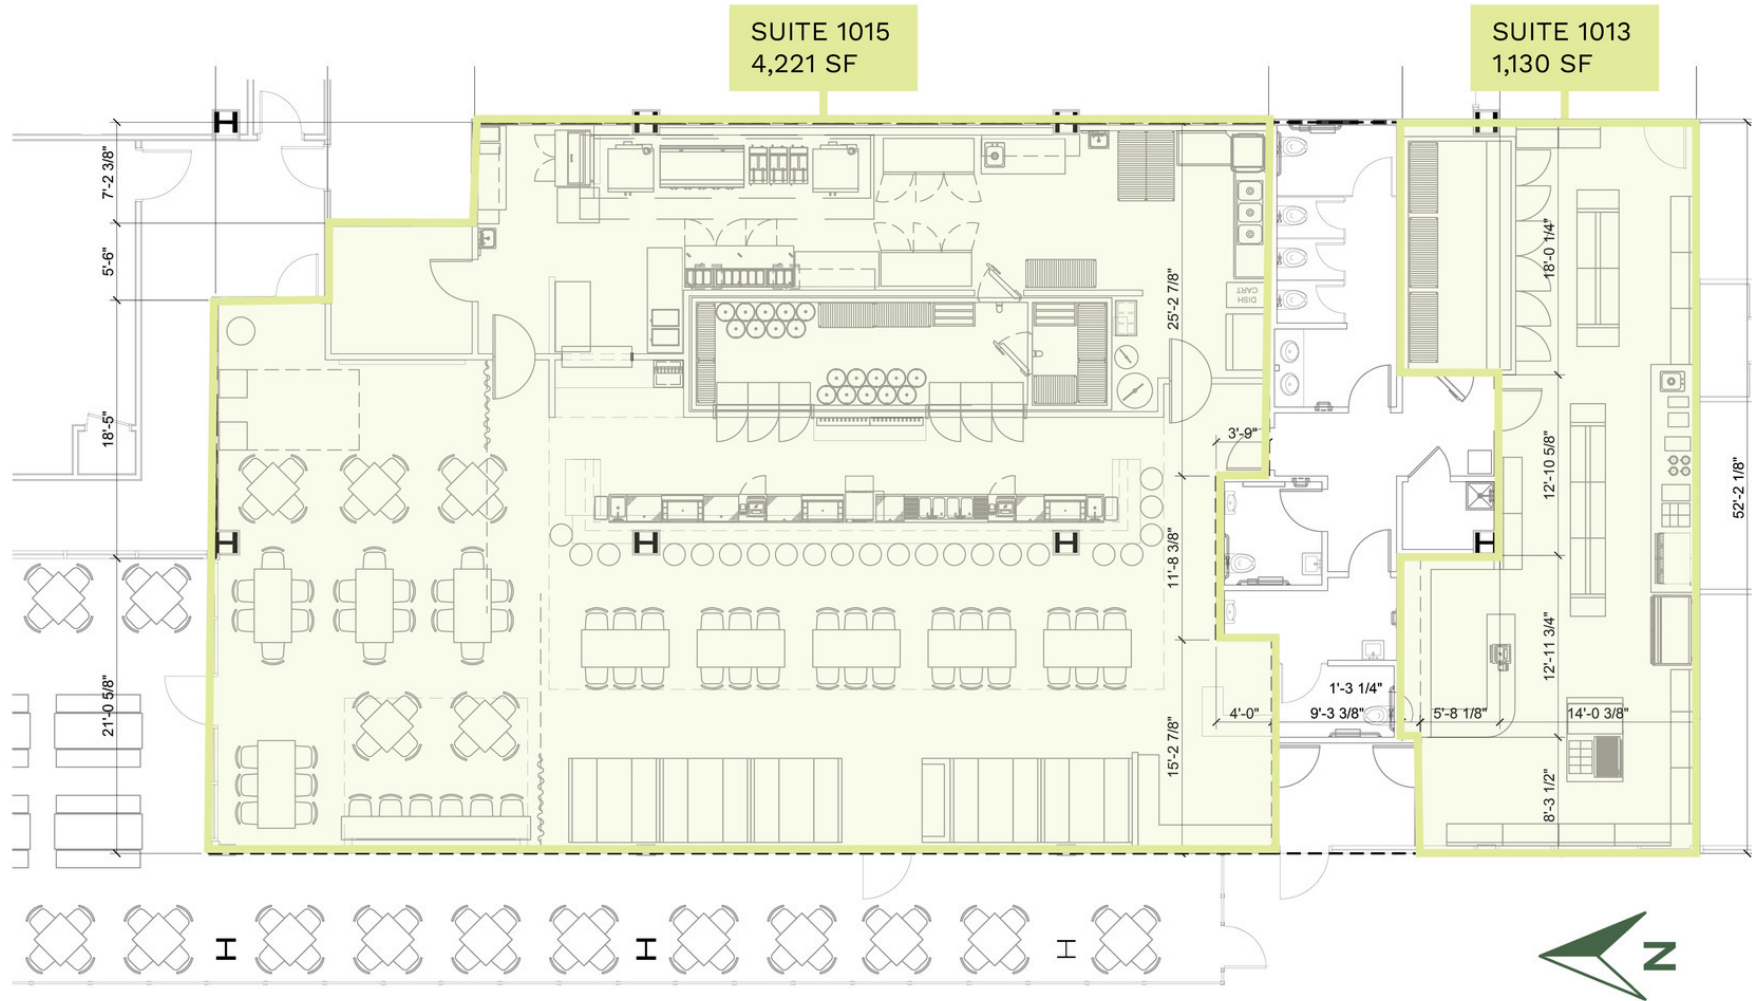 SUITE 1015
4,221 SF
SUITE 1013
1,130 SF
7'-2 3/8"
5'-6"
18'-5"
21'-0 5/8"
25'-2 7/8"
DISH
CART
3'-9"
11'-8 3/8"
4'-0"
15'-2 7/8"
1'-3 1/4"
9'-3 3/8"
5'-8 1/8"
14'-0 3/8"
18'-0 1/4"
12'-10 5/8"
12'-11 3/4"
8'-3 1/2"
52'-2 1/8"
N